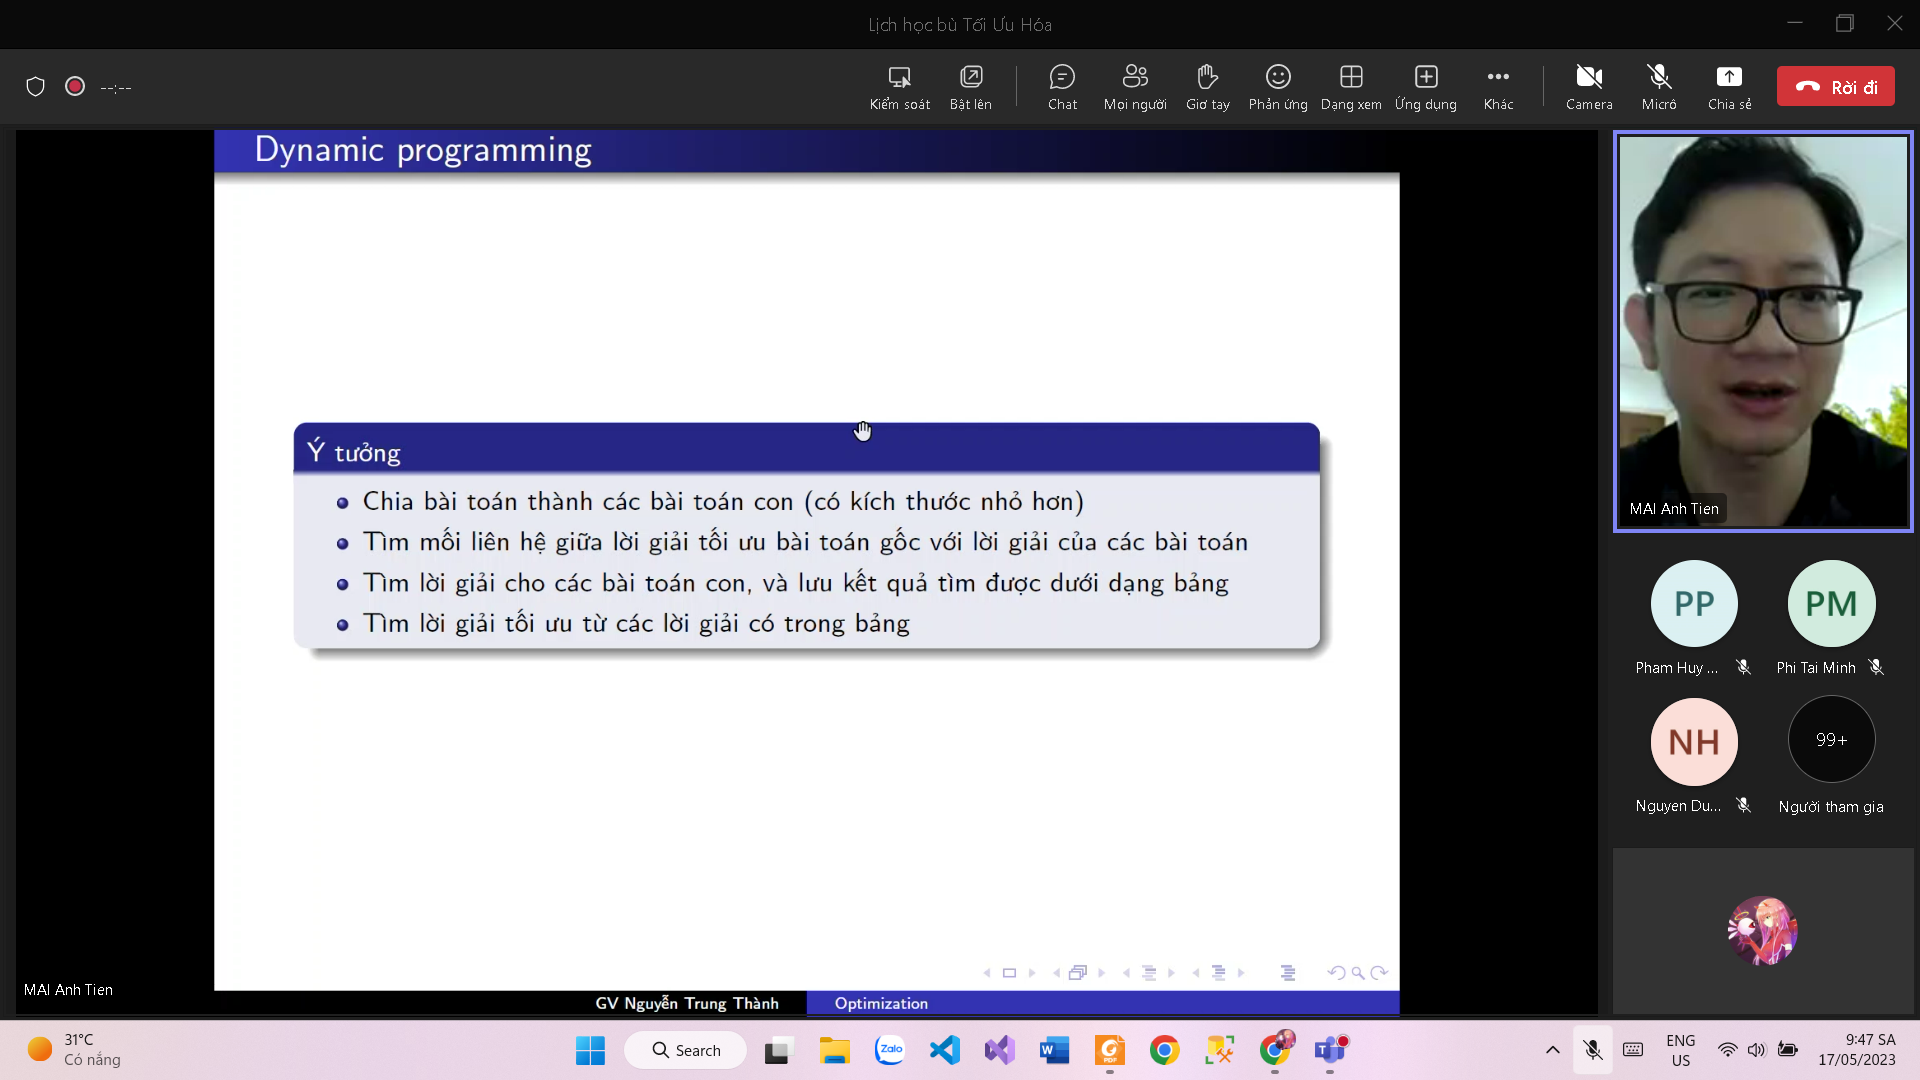 Lịch học bù Tối Ưu Hóa
--:--
Kiểm soát
Bật lên
Chat
Mọi người
Giơ tay
Phản ứng
Dạng xem
Ứng dụng
Khác
Camera
Micrô
Chia sẻ
Rời đi
Dynamic programming
Ý tưởng
Chia bài toán thành các bài toán con (có kích thước nhỏ hơn)
Tìm mối liên hệ giữa lời giải tối ưu bài toán gốc với lời giải của các bài toán
Tìm lời giải cho các bài toán con, và lưu kết quả tìm được dưới dạng bảng
Tìm lời giải tối ưu từ các lời giải có trong bảng
GV Nguyễn Trung Thành
Optimization
MAI Anh Tien
MAI Anh Tien
PP
PM
Pham Huy ...
Phi Tai Minh
NH
99+
Nguyen Du...
Người tham gia
31°C
Có nắng
Search
Zalo
ENG
US
9:47 SA
17/05/2023